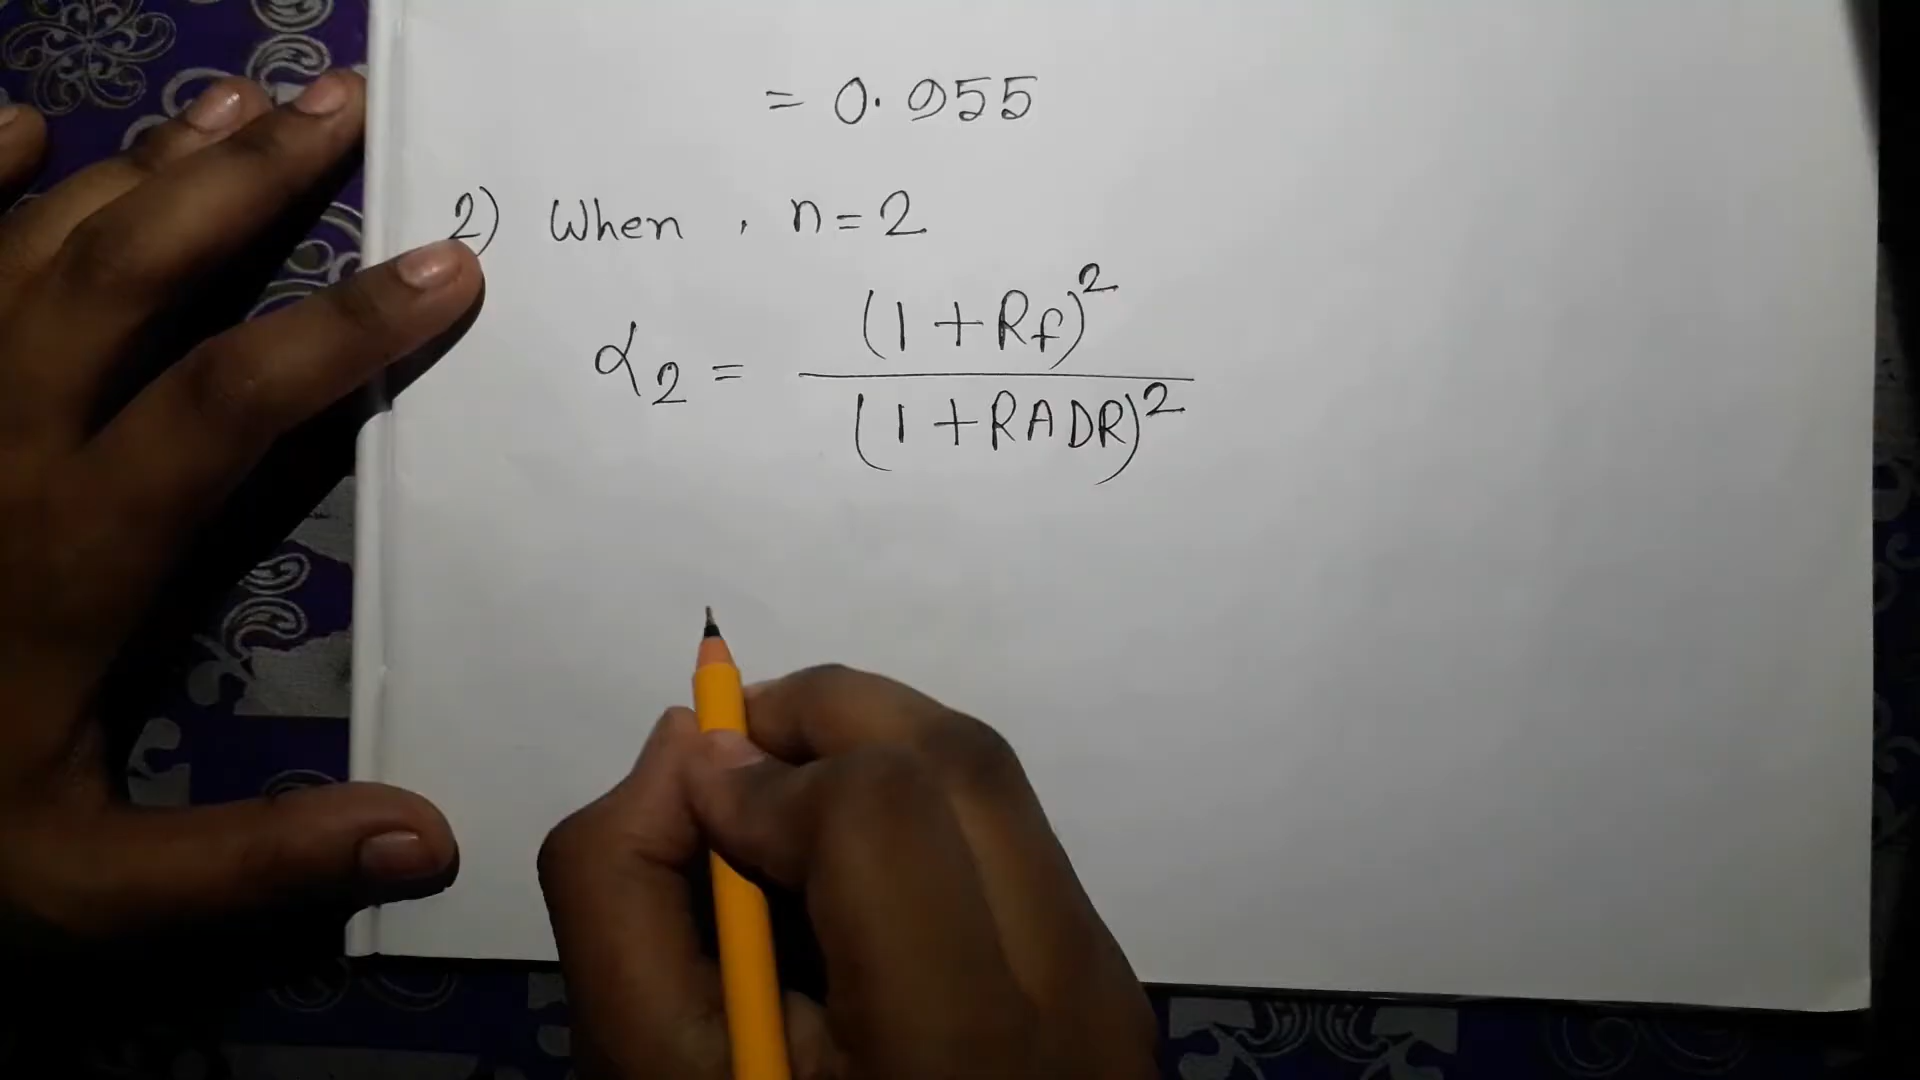 = 0.955
2) When, n=2
α₂ = (1+Rf)² / (1+RADR)²